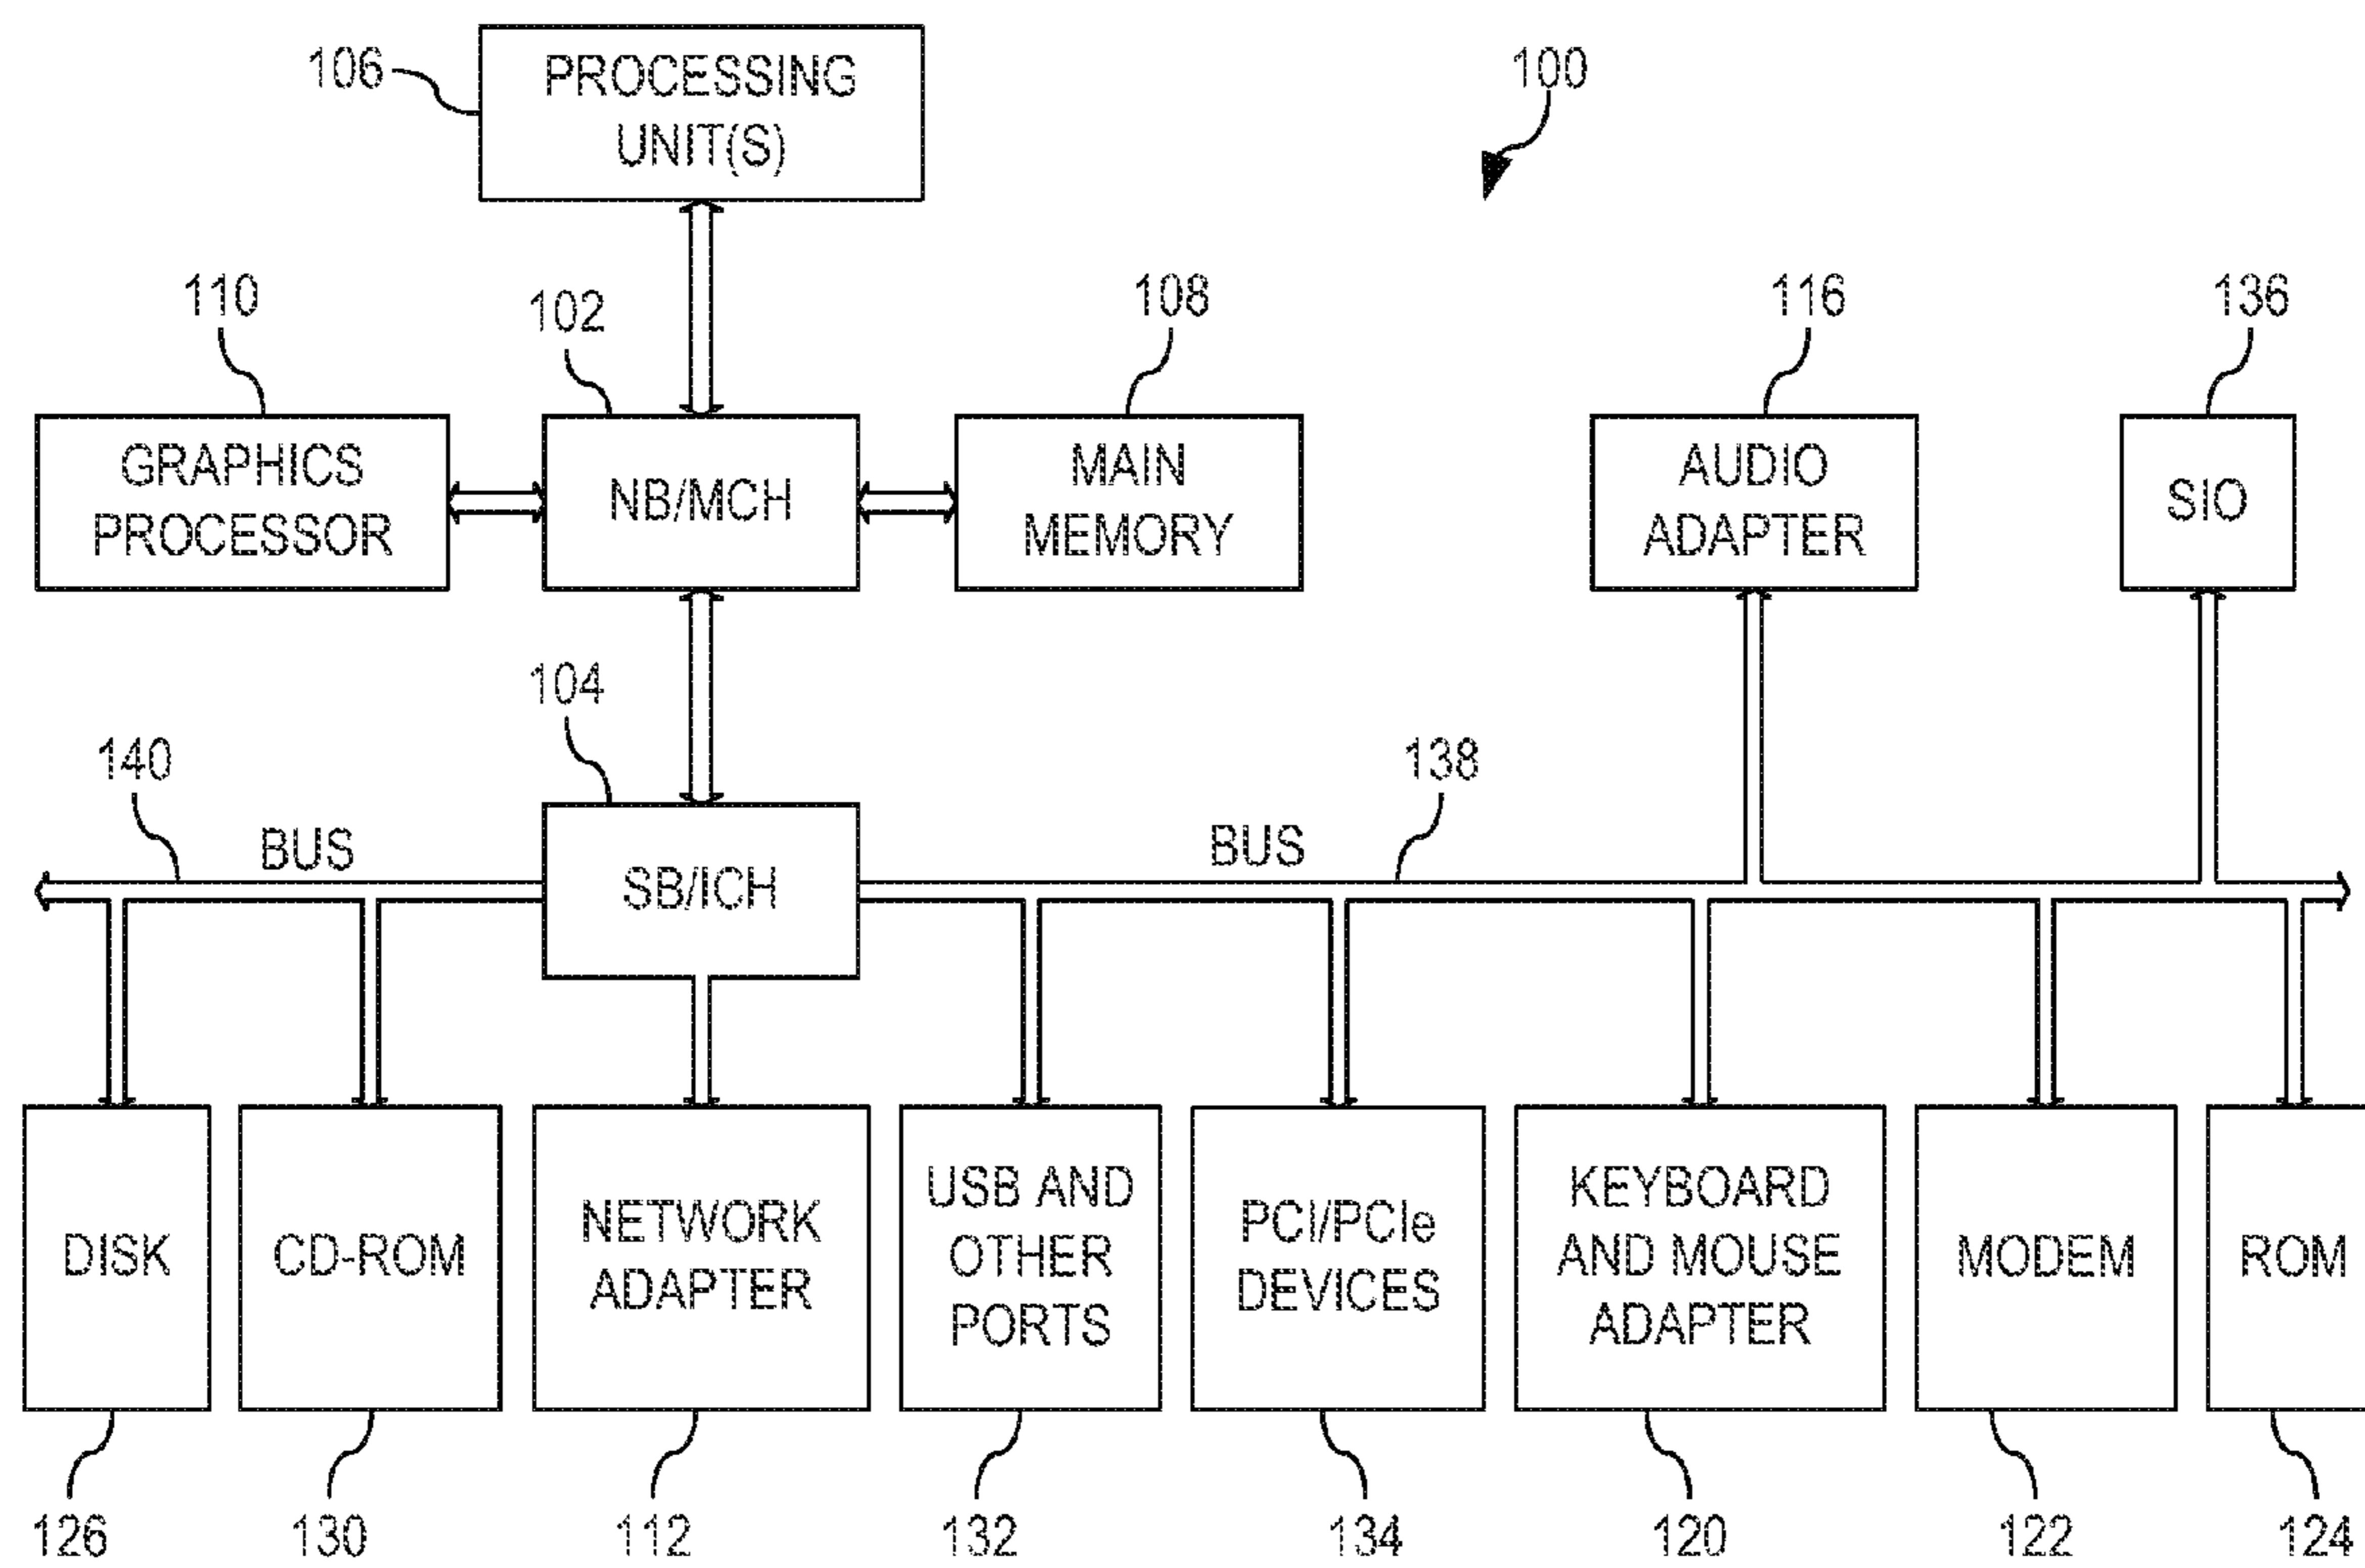 106
PROCESSING
UNIT(S)
100
110
102
108
116
136
GRAPHICS
PROCESSOR
NB/MCH
MAIN
MEMORY
AUDIO
ADAPTER
SIO
104
140
138
BUS
BUS
SB/ICH
DISK
CD-ROM
NETWORK
ADAPTER
USB AND
OTHER
PORTS
PCI/PCIe
DEVICES
KEYBOARD
AND MOUSE
ADAPTER
MODEM
ROM
126
130
112
132
134
120
122
124